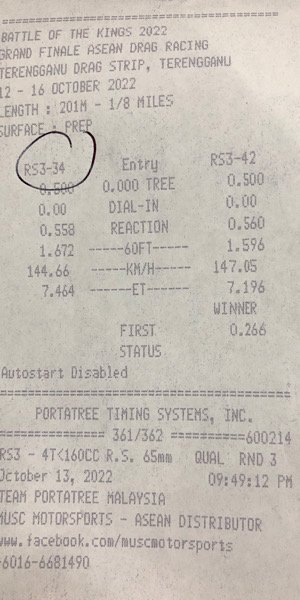 ==============================
BATTLE OF THE KINGS 2022
GRAND FINALE ASEAN DRAG RACING
TERENGGANU DRAG STRIP, TERENGGANU
12 - 16 OCTOBER 2022
LENGTH : 201M - 1/8 MILES
SURFACE : PREP
RS3-34 Entry RS3-42
0.500 0.000 TREE 0.500
0.00 DIAL-IN 0.00
0.558 REACTION 0.560
1.672 -----60FT------ 1.596
144.66 -----KM/H------ 147.05
7.464 ------ET------ 7.196
WINNER
FIRST 0.266
STATUS
Autostart Disabled
==============================
PORTATREE TIMING SYSTEMS, INC.
============= 361/362 ==========600214
RS3 - 4T<160CC R.S. 65mm QUAL RND 3
October 13, 2022 09:49:12 PM
TEAM PORTATREE MALAYSIA
MUSC MOTORSPORTS - ASEAN DISTRIBUTOR
www.facebook.com/muscmotorsports
-6016-6681490